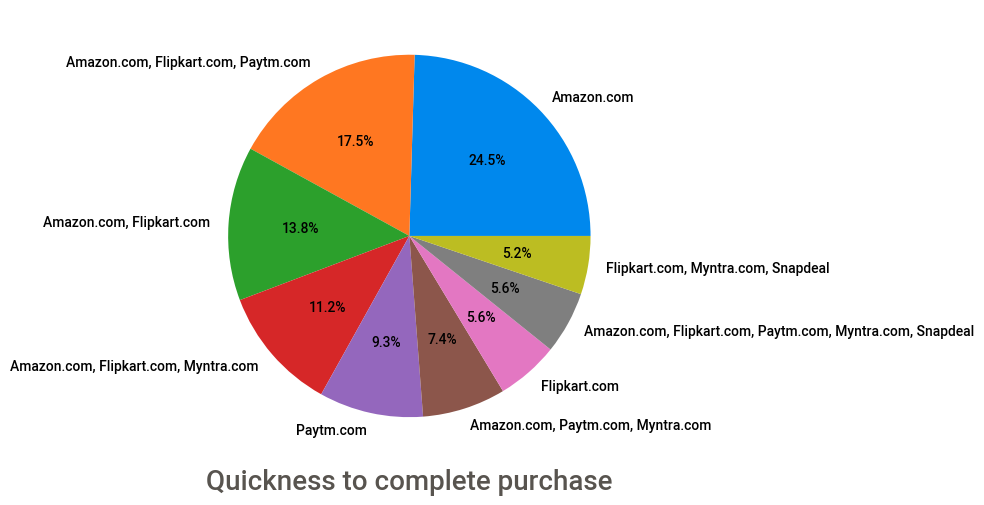 Amazon.com, Flipkart.com, Paytm.com
Amazon.com
17.5%
24.5%
Amazon.com, Flipkart.com
13.8%
5.2%
Flipkart.com, Myntra.com, Snapdeal
5.6%
11.2%
5.6%
Amazon.com, Flipkart.com, Paytm.com, Myntra.com, Snapdeal
9.3%
7.4%
Amazon.com, Flipkart.com, Myntra.com
Flipkart.com
Paytm.com
Amazon.com, Paytm.com, Myntra.com
Quickness to complete purchase